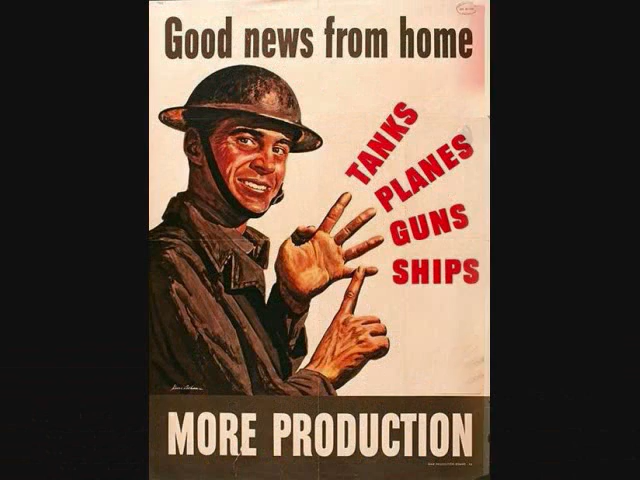 Good news from home
TANKS
PLANES
GUNS
SHIPS
MORE PRODUCTION